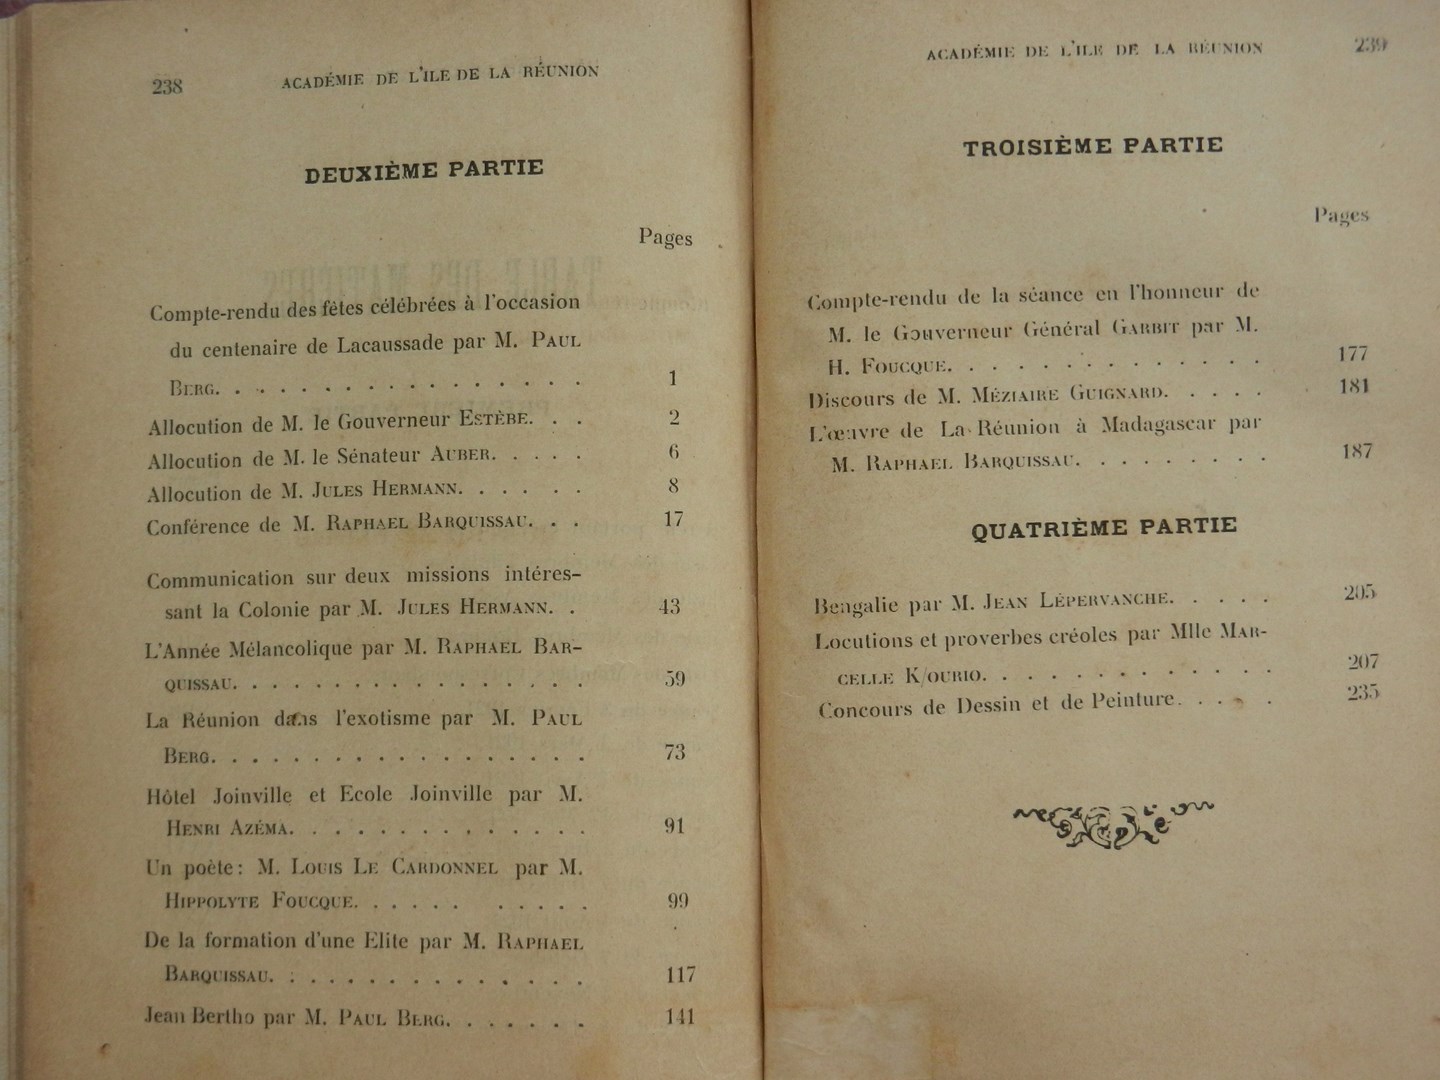 238 ACADÉMIE DE L'ILE DE LA RÉUNION
DEUXIÈME PARTIE
Pages
Compte-rendu des fêtes célébrées à l'occasion
du centenaire de Lacaussade par M. PAUL
BERG. . . . . . . . . . . . . . 1
Allocution de M. le Gouverneur ESTÈBE. . . 2
Allocution de M. le Sénateur AUBER. . . . . 6
Allocution de M. JULES HERMANN. . . . . . 8
Conférence de M. RAPHAEL BARQUISSAU. . . 17
Communication sur deux missions intéres-
sant la Colonie par M. JULES HERMANN. . 43
L'Année Mélancolique par M. RAPHAEL BAR-
QUISSAU. . . . . . . . . . . . . . . . 59
La Réunion dans l'exotisme par M. PAUL
BERG. . . . . . . . . . . . . . . . . 73
Hôtel Joinville et Ecole Joinville par M.
HENRI AZÉMA. . . . . . . . . . . . . 91
Un poète: M. LOUIS LE CARDONNEL par M.
HIPPOLYTE FOUCQUE. . . . . . . . . . 99
De la formation d'une Elite par M. RAPHAEL
BARQUISSAU. . . . . . . . . . . . . 117
Jean Bertho par M. PAUL BERG. . . . . . . 141
ACADÉMIE DE L'ILE DE LA RÉUNION 239
TROISIÈME PARTIE
Pages
Compte-rendu de la séance en l'honneur de
M. le Gouverneur Général GARBIT par M.
H. FOUCQUE. . . . . . . . . . . . . 177
Discours de M. MÉZIAIRE GUIGNARD. . . . . 181
L'œuvre de La Réunion à Madagascar par
M. RAPHAEL BARQUISSAU. . . . . . . . . 187
QUATRIÈME PARTIE
Bengalie par M. JEAN LÉPERVANCHE. . . . . 205
Locutions et proverbes créoles par Mlle MAR-
CELLE K/OURIO. . . . . . . . . . . . 207
Concours de Dessin et de Peinture. . . . . 235